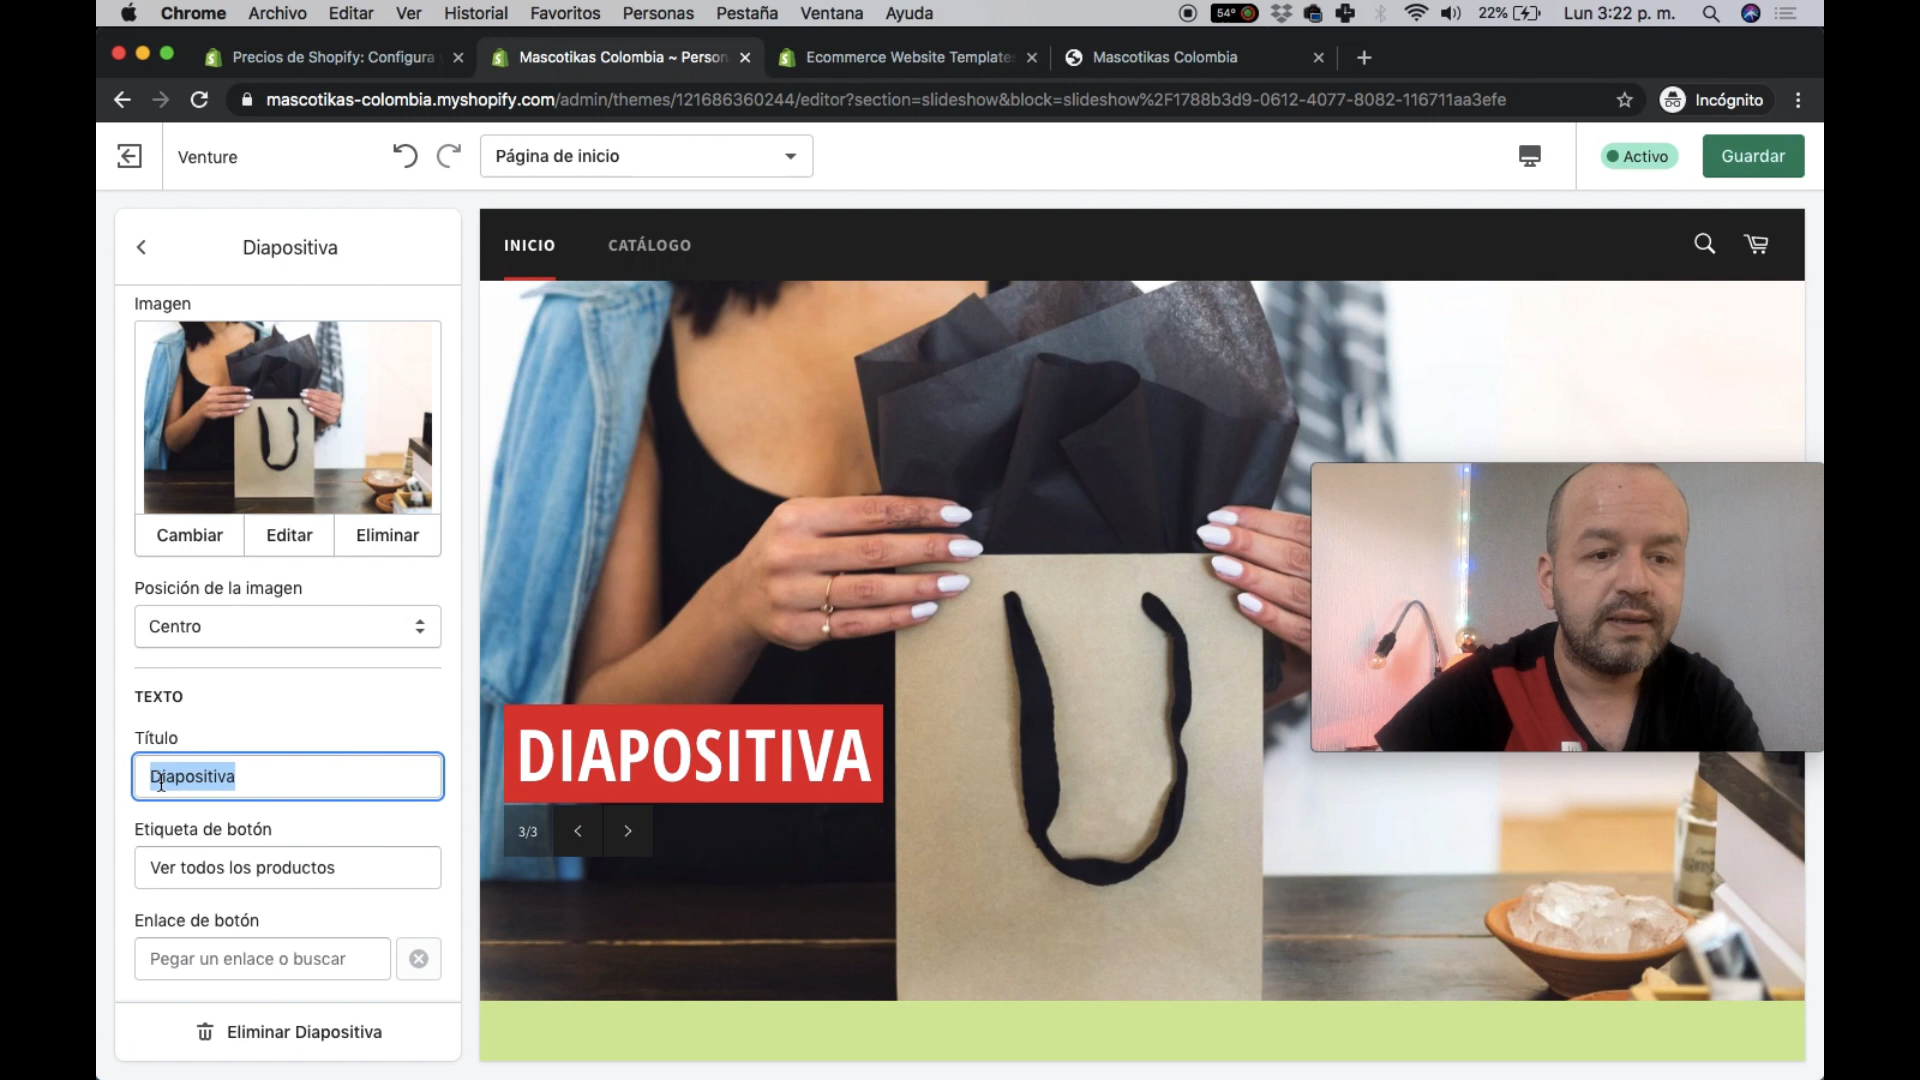 Chrome Archivo Editar Ver Historial Favoritos Personas Pestaña Ventana Ayuda 54° 22% Lun 3:22 p. m.
Precios de Shopify: Configura Mascotikas Colombia ~ Person Ecommerce Website Templates Mascotikas Colombia
mascotikas-colombia.myshopify.com/admin/themes/121686360244/editor?section=slideshow&block=slideshow%2F1788b3d9-0612-4077-8082-116711aa3efe Incógnito
Venture Página de inicio Activo Guardar
Diapositiva
INICIO CATÁLOGO
Imagen
Cambiar Editar Eliminar
Posición de la imagen
Centro
TEXTO
Título
Diapositiva
DIAPOSITIVA
3/3
Etiqueta de botón
Ver todos los productos
Enlace de botón
Pegar un enlace o buscar
Eliminar Diapositiva